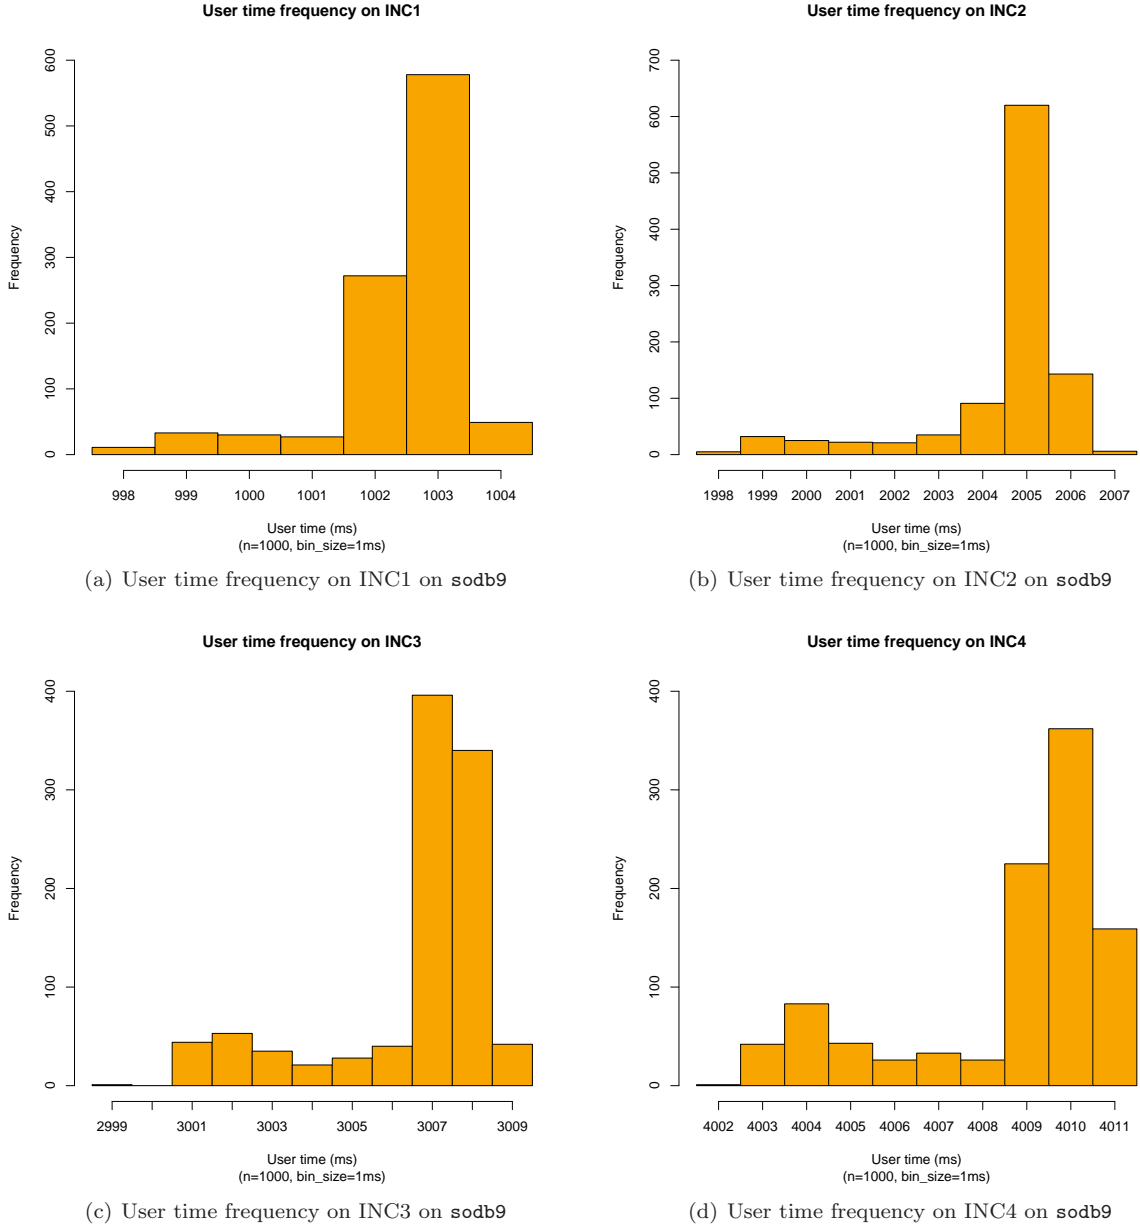 User time frequency on INC1
600
500
400
300
200
100
0
Frequency
998 999 1000 1001 1002 1003 1004
User time (ms)
(n=1000, bin_size=1ms)
(a) User time frequency on INC1 on sodb9
User time frequency on INC2
700
600
500
400
300
200
100
0
Frequency
1998 1999 2000 2001 2002 2003 2004 2005 2006 2007
User time (ms)
(n=1000, bin_size=1ms)
(b) User time frequency on INC2 on sodb9
User time frequency on INC3
400
300
200
100
0
Frequency
2999 3001 3003 3005 3007 3009
User time (ms)
(n=1000, bin_size=1ms)
(c) User time frequency on INC3 on sodb9
User time frequency on INC4
400
300
200
100
0
Frequency
4002 4003 4004 4005 4006 4007 4008 4009 4010 4011
User time (ms)
(n=1000, bin_size=1ms)
(d) User time frequency on INC4 on sodb9